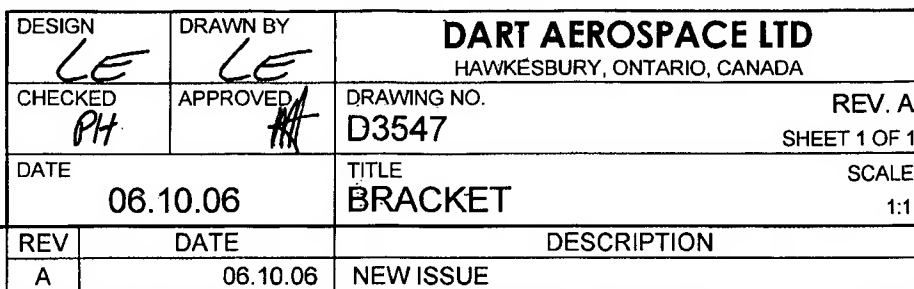 DESIGN
LE
DRAWN BY
LE
DART AEROSPACE LTD
HAWKESBURY, ONTARIO, CANADA
CHECKED
PH
APPROVED
DRAWING NO.
D3547
REV. A
SHEET 1 OF 1
DATE
06.10.06
TITLE
BRACKET
SCALE
1:1
REV DATE DESCRIPTION
A 06.10.06 NEW ISSUE